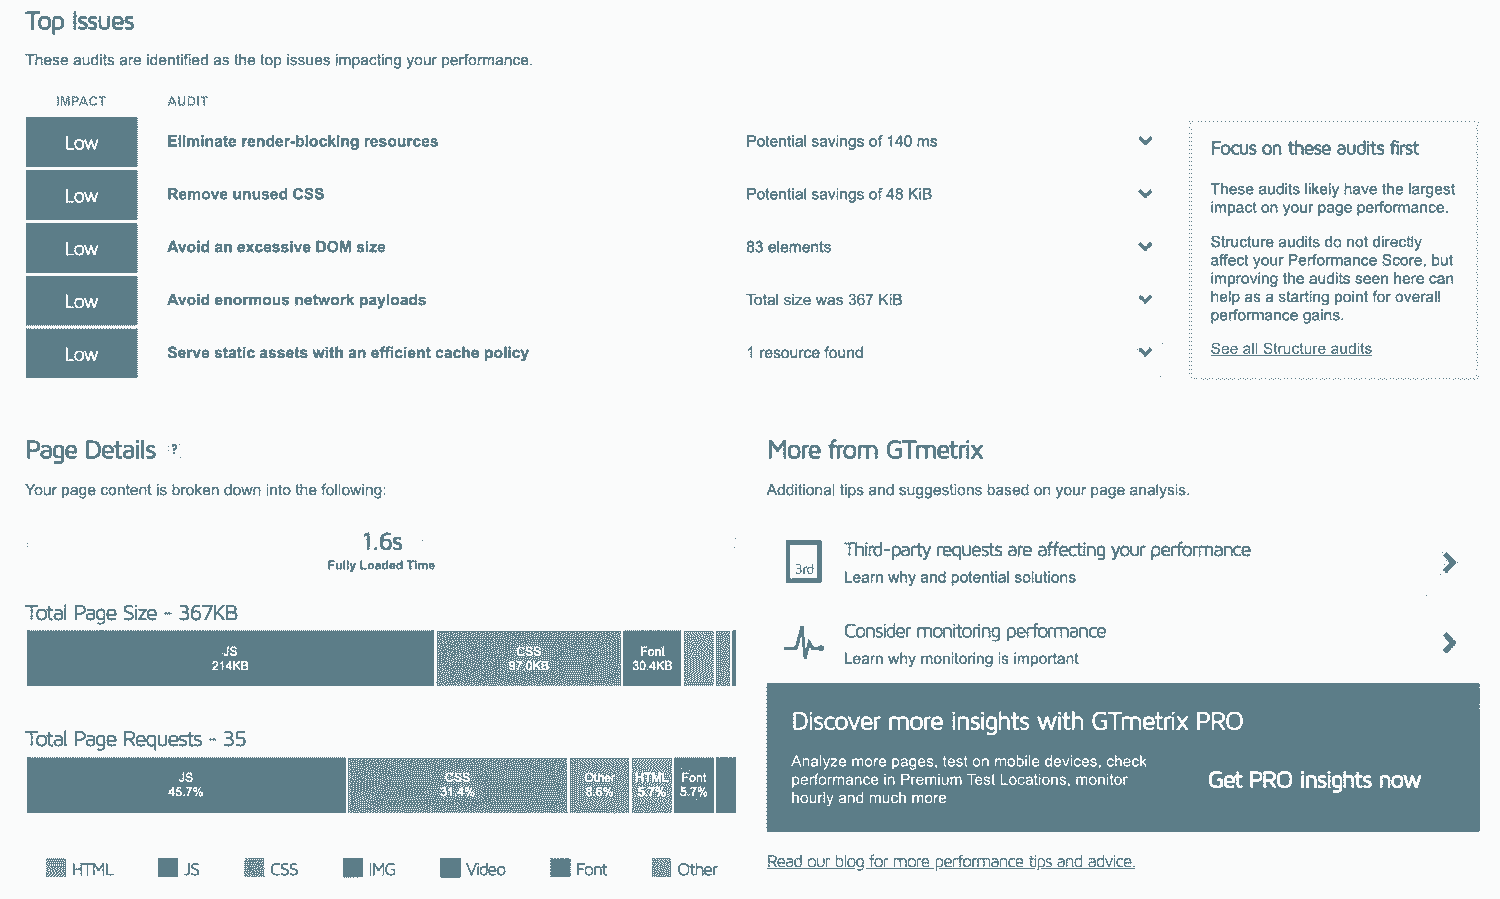 Top Issues
These audits are identified as the top issues impacting your performance.
IMPACT AUDIT
Low Eliminate render-blocking resources Potential savings of 140 ms
Low Remove unused CSS Potential savings of 48 KiB
Low Avoid an excessive DOM size 83 elements
Low Avoid enormous network payloads Total size was 367 KiB
Low Serve static assets with an efficient cache policy 1 resource found
Focus on these audits first
These audits likely have the largest
impact on your page performance.
Structure audits do not directly
affect your Performance Score, but
improving the audits seen here can
help as a starting point for overall
performance gains.
See all Structure audits
Page Details ?
Your page content is broken down into the following:
1.6s
Fully Loaded Time
Total Page Size - 367KB
JS CSS Font
214KB 97.0KB 30.4KB
Total Page Requests - 35
JS CSS Other HTML Font
45.7% 31.4% 8.6% 5.7% 5.7%
HTML JS CSS IMG Video Font Other
More from GTmetrix
Additional tips and suggestions based on your page analysis.
3rd
Third-party requests are affecting your performance
Learn why and potential solutions
Consider monitoring performance
Learn why monitoring is important
Discover more insights with GTmetrix PRO
Analyze more pages, test on mobile devices, check
performance in Premium Test Locations, monitor
hourly and much more
Get PRO insights now
Read our blog for more performance tips and advice.